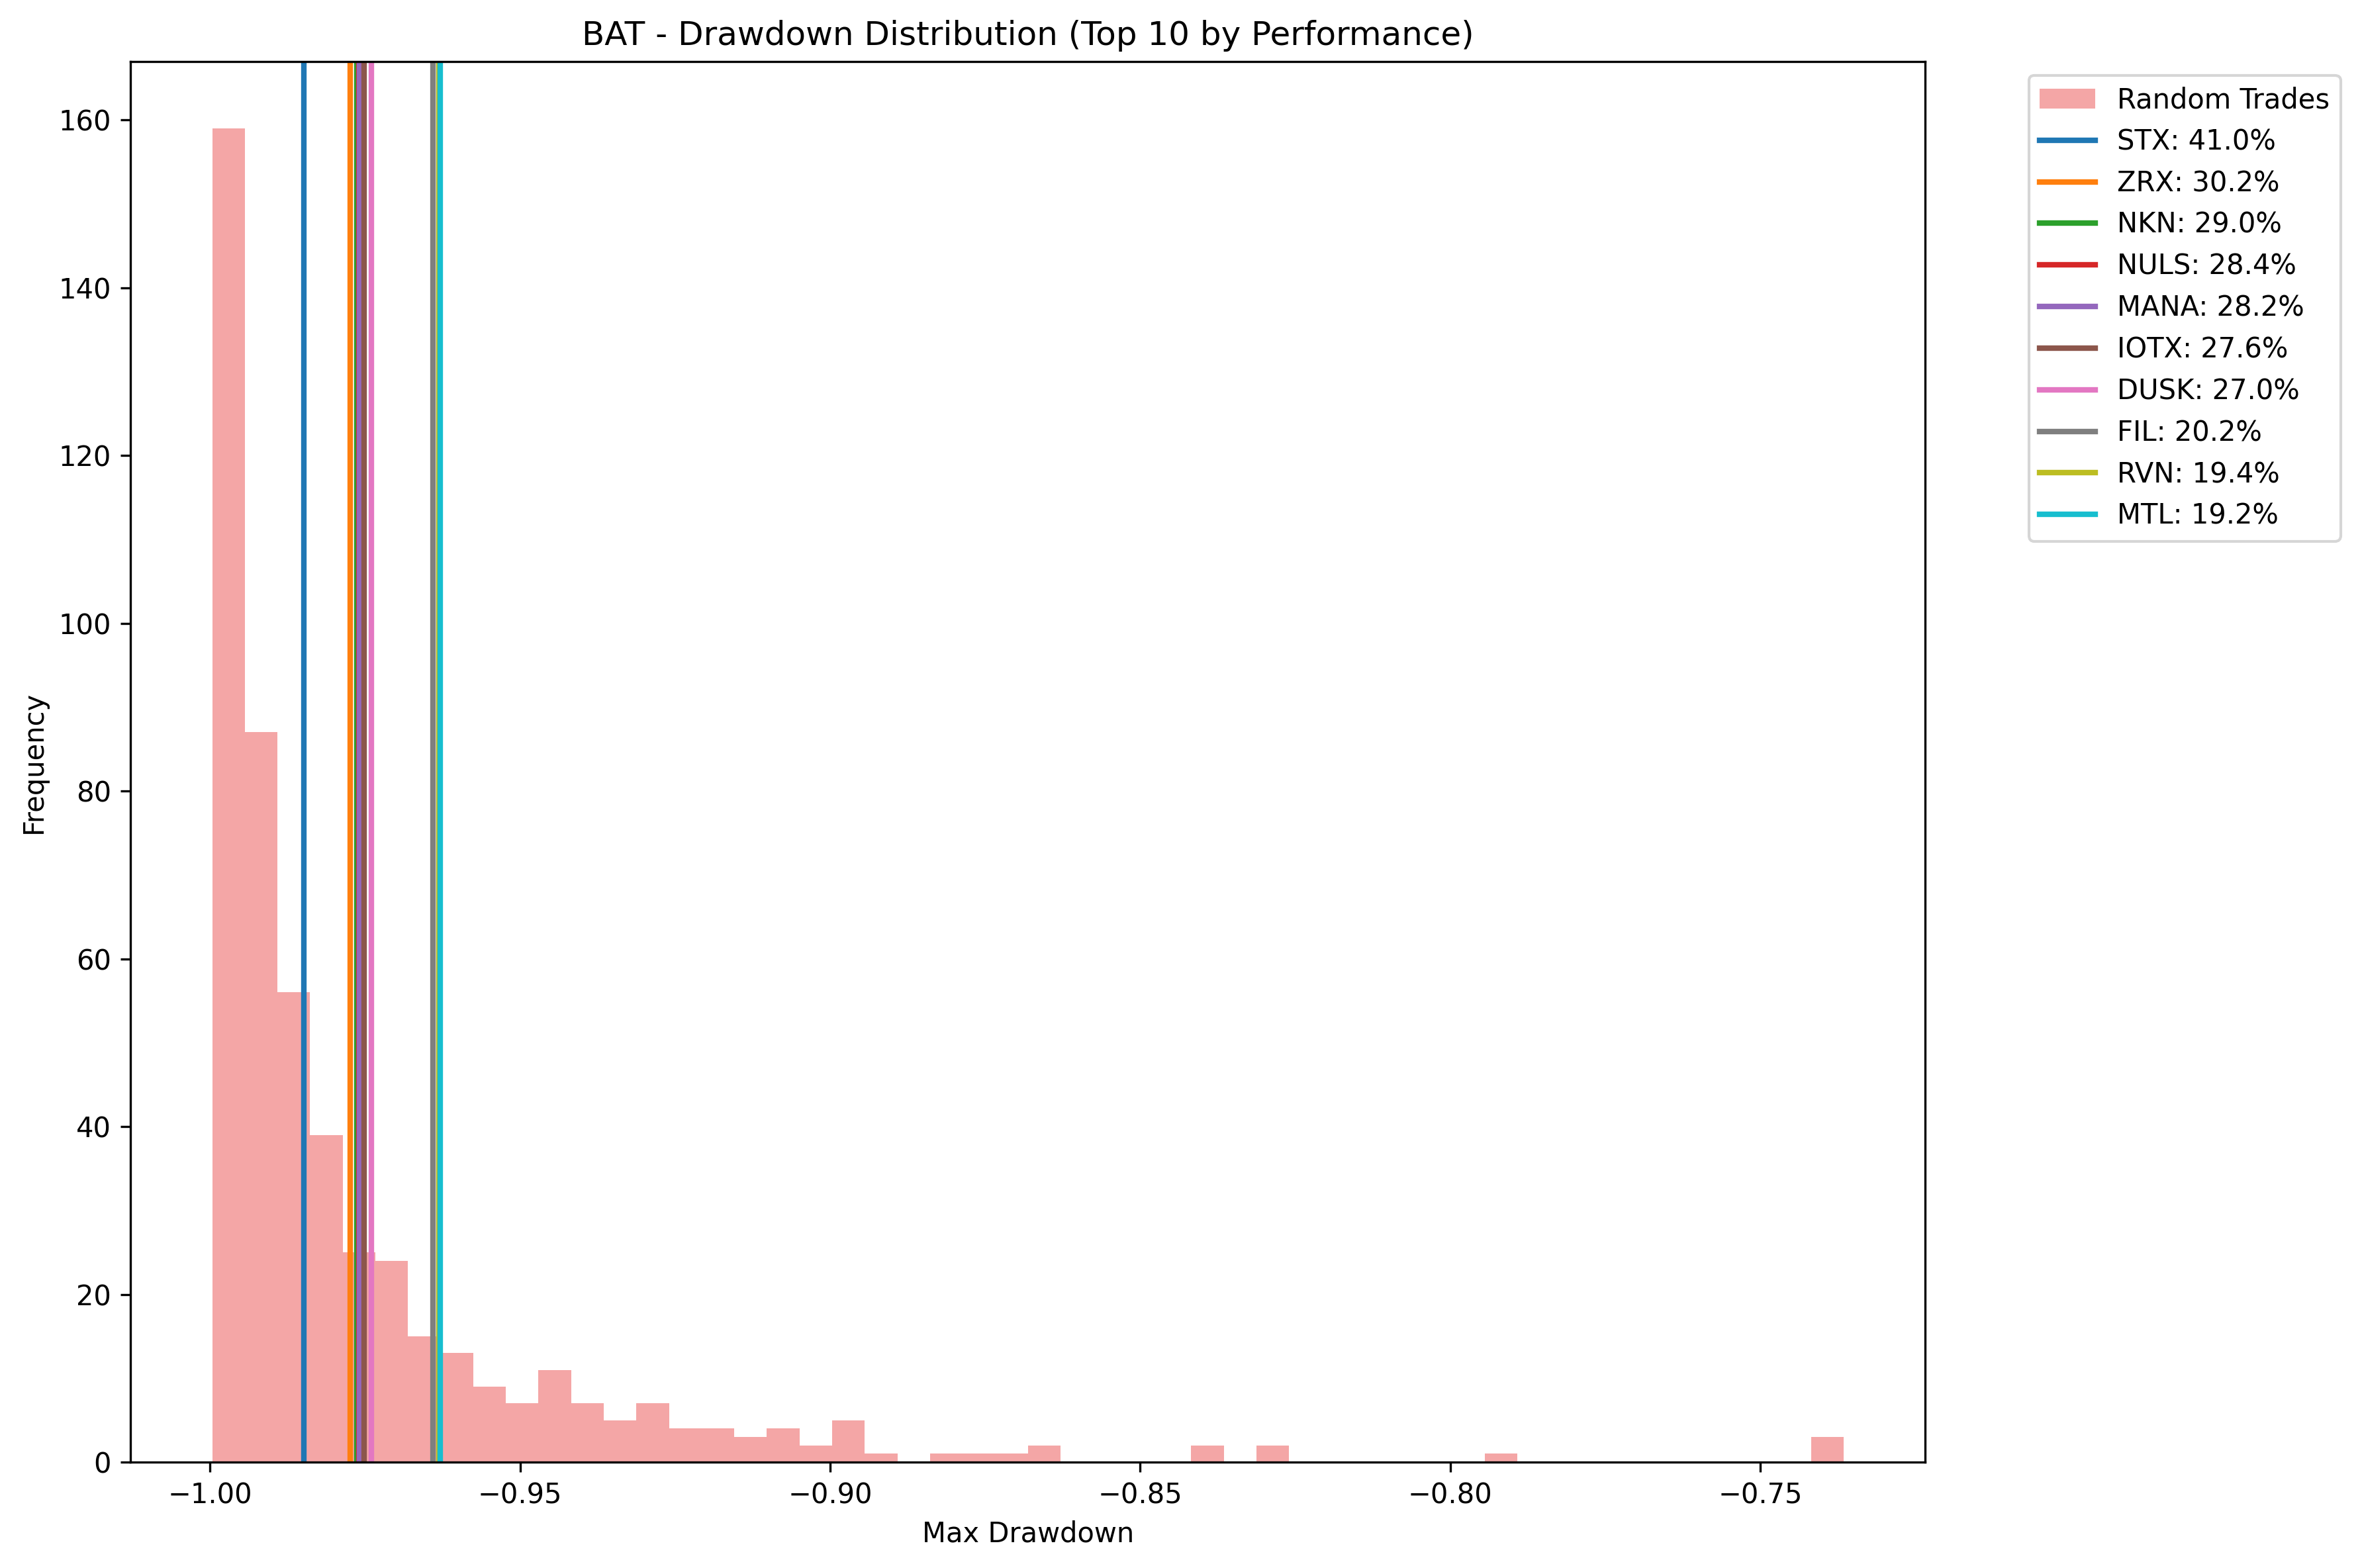 BAT - Drawdown Distribution (Top 10 by Performance)
Random Trades
STX: 41.0%
ZRX: 30.2%
NKN: 29.0%
NULS: 28.4%
MANA: 28.2%
IOTX: 27.6%
DUSK: 27.0%
FIL: 20.2%
RVN: 19.4%
MTL: 19.2%
Frequency
160
140
120
100
80
60
40
20
0
−1.00
−0.95
−0.90
−0.85
−0.80
−0.75
Max Drawdown